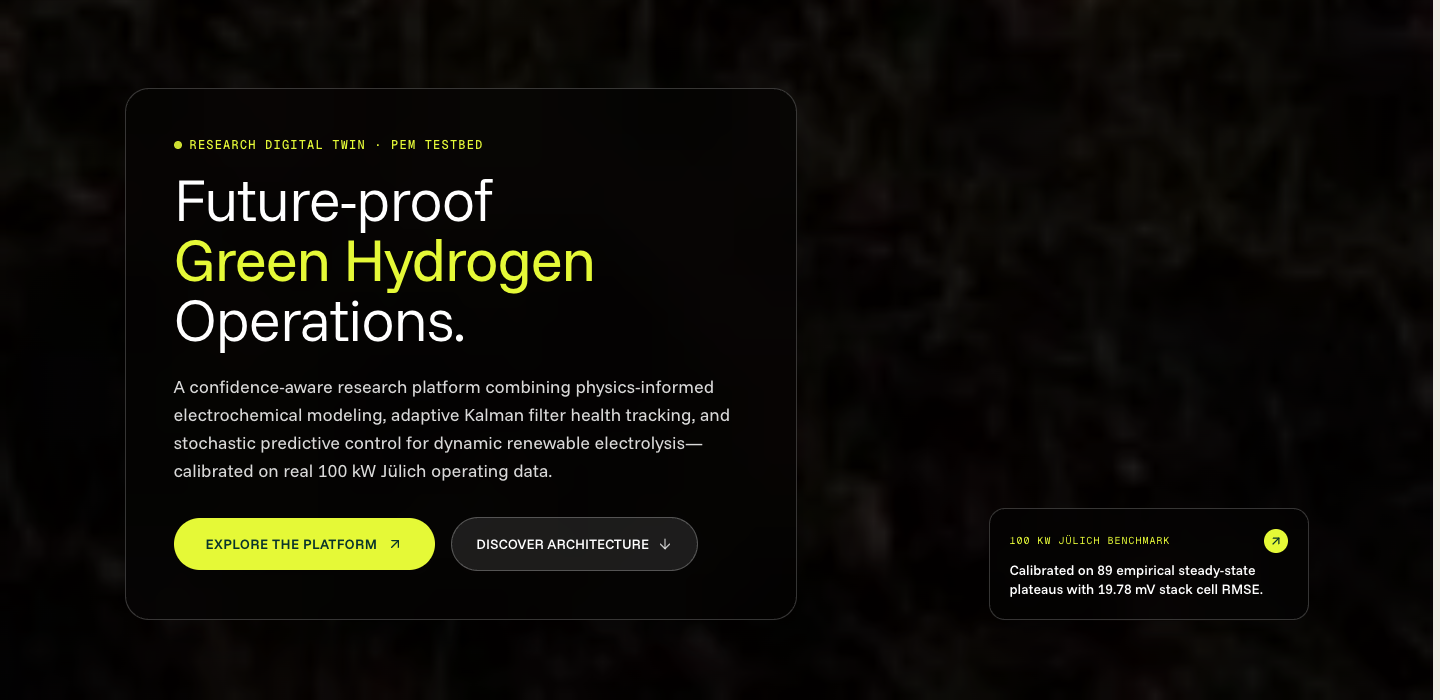 RESEARCH DIGITAL TWIN · PEM TESTBED
Future-proof
Green Hydrogen
Operations.
A confidence-aware research platform combining physics-informed
electrochemical modeling, adaptive Kalman filter health tracking, and
stochastic predictive control for dynamic renewable electrolysis—
calibrated on real 100 kW Jülich operating data.
EXPLORE THE PLATFORM
DISCOVER ARCHITECTURE
100 KW JÜLICH BENCHMARK
Calibrated on 89 empirical steady-state
plateaus with 19.78 mV stack cell RMSE.